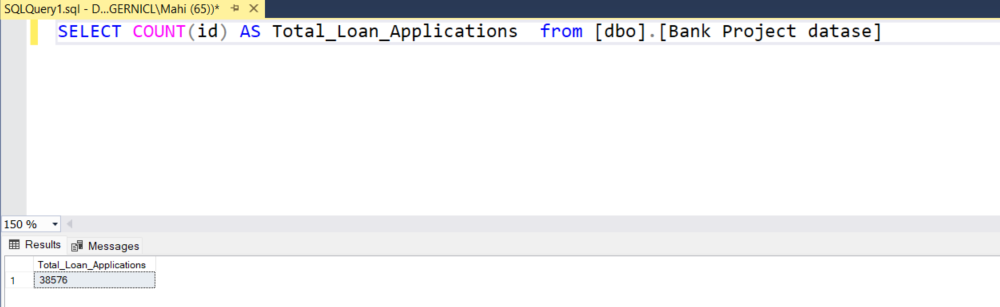 SQLQuery1.sql - D...GERNICL\Mahi (65))*
SELECT COUNT(id) AS Total_Loan_Applications  from [dbo].[Bank Project datase]
150 %
Results Messages
Total_Loan_Applications
1 38576